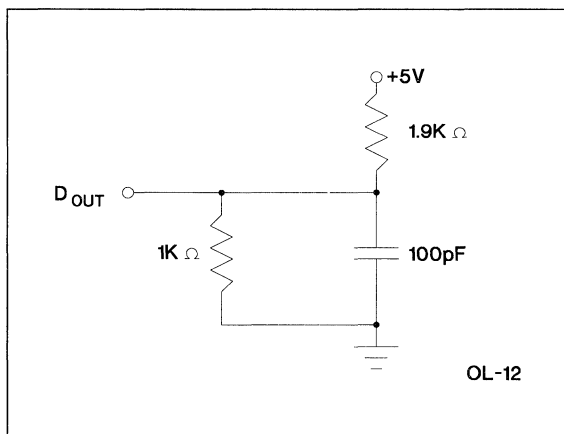 +5V
1.9K Ω
D OUT
1K Ω
100pF
OL-12